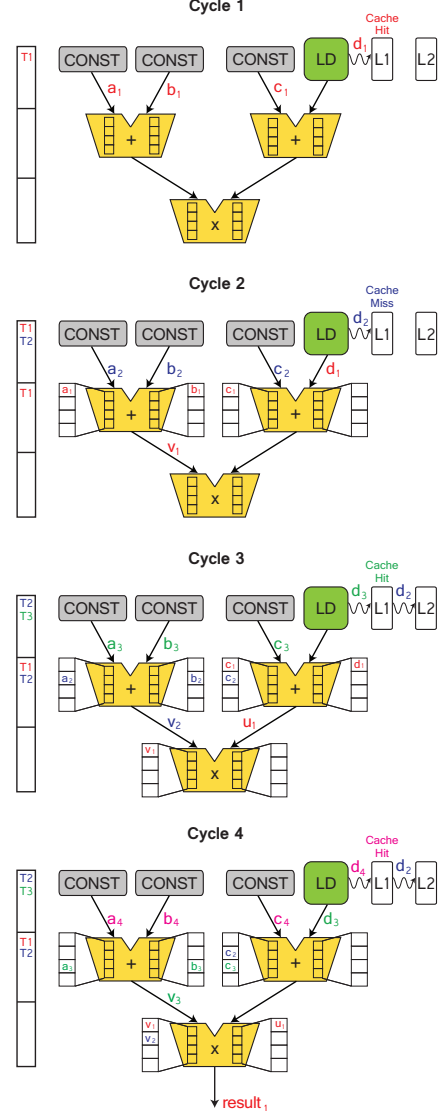 Cycle 1
Cache
Hit
T1
CONST CONST CONST LD d1 L1 L2
a1 b1 c1
+ +
x
Cycle 2
Cache
Miss
T1
T2
CONST CONST CONST LD d2 L1 L2
a2 b2 c2 d1
T1
a1 b1 c1
+ +
v1
x
Cycle 3
Cache
Hit
T2
T3
CONST CONST CONST LD d3 L1 d2 L2
a3 b3 c3
T1
T2
c1 d1
a2 b2 c2
+ +
v2 u1
v1
x
Cycle 4
Cache
Hit
T2
T3
CONST CONST CONST LD d4 L1 d2 L2
a4 b4 c4 d3
T1
T2
c2
a3 b3 c3
+ +
v3
v1 u1
v2
x
result1